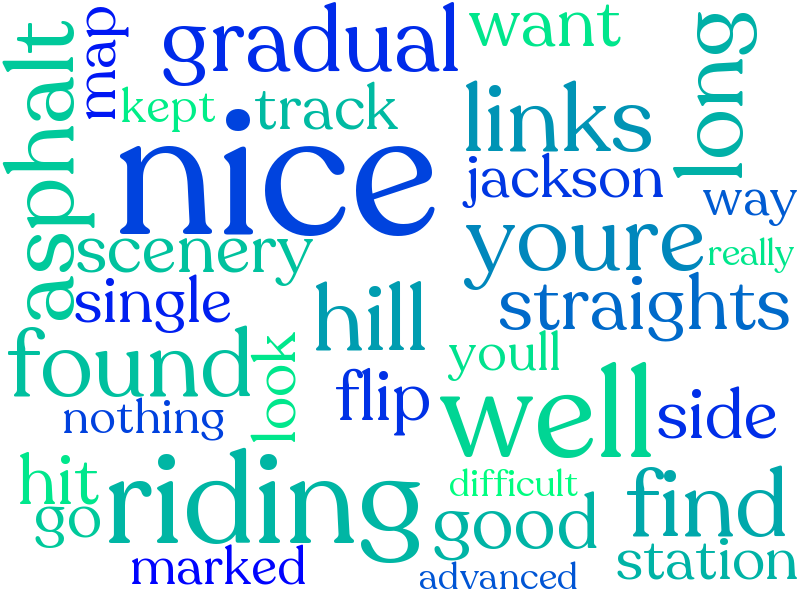 gradual
want
map
asphalt
long
kept
track
links
nice
jackson
way
scenery
youre
really
single
hill
straights
found
look
youll
flip
well
side
nothing
hit
riding
difficult
find
go
good
marked
advanced
station